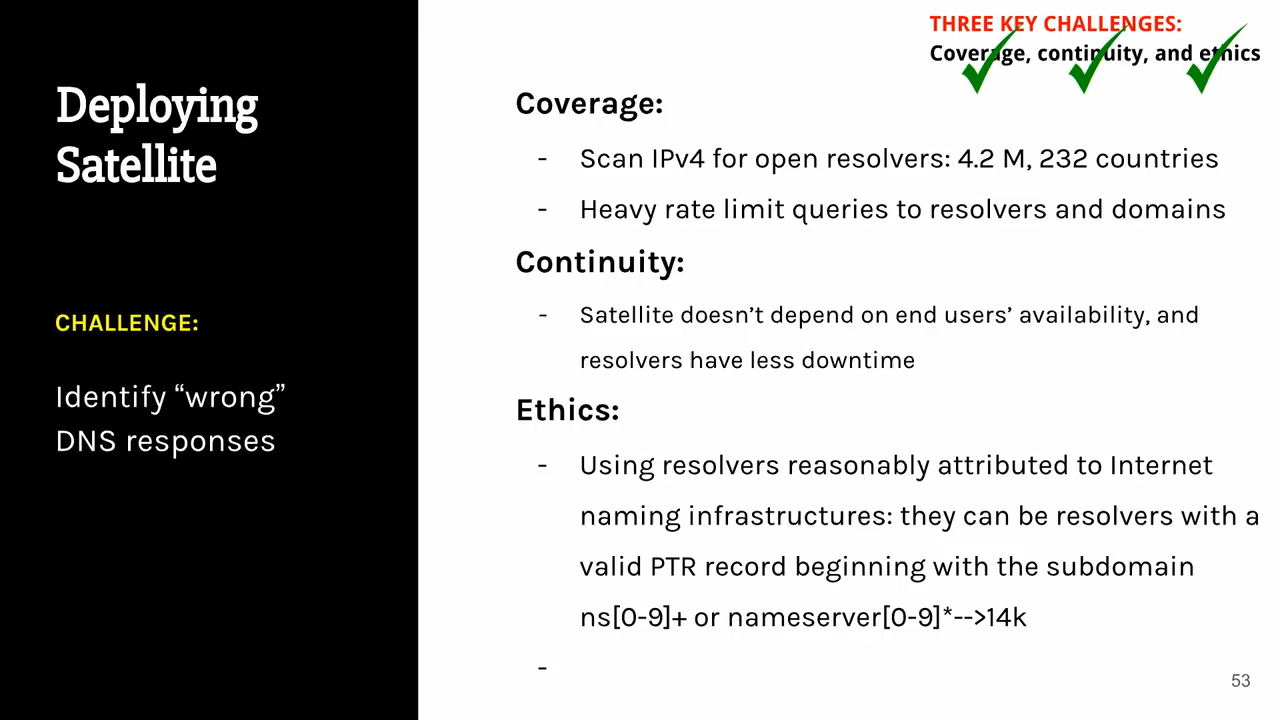 THREE KEY CHALLENGES:
Coverage, continuity, and ethics
Deploying
Satellite
CHALLENGE:
Identify “wrong”
DNS responses
Coverage:
- Scan IPv4 for open resolvers: 4.2 M, 232 countries
- Heavy rate limit queries to resolvers and domains
Continuity:
- Satellite doesn’t depend on end users’ availability, and
resolvers have less downtime
Ethics:
- Using resolvers reasonably attributed to Internet
naming infrastructures: they can be resolvers with a
valid PTR record beginning with the subdomain
ns[0-9]+ or nameserver[0-9]*-->14k
-
53